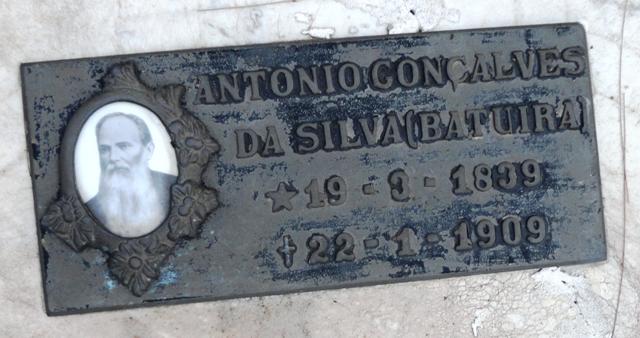 ANTONIO GONÇALVES
DA SILVA (BATUIRA)
★ 19 - 3 - 1839
✝ 22 - 1 - 1909